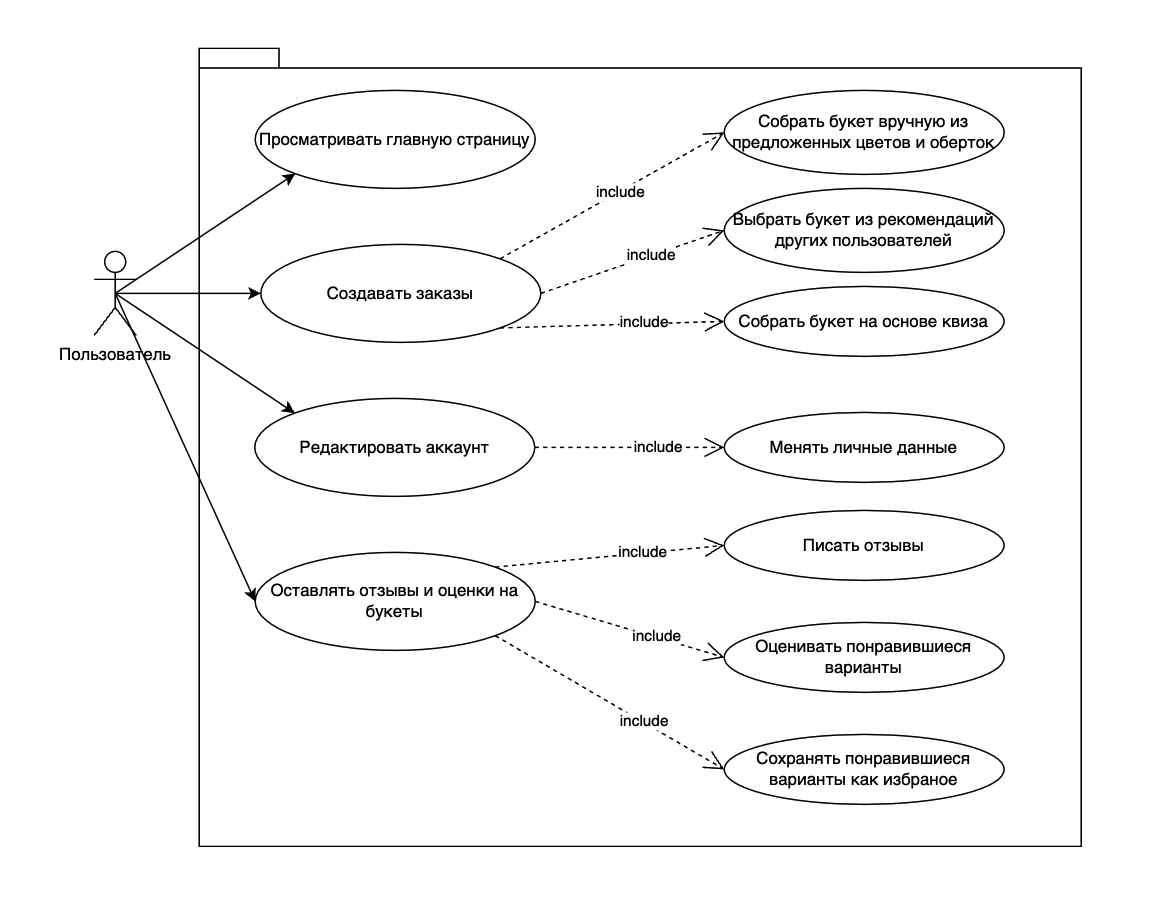 Просматривать главную страницу
Собрать букет вручную из
предложенных цветов и оберток
include
Выбрать букет из рекомендаций
других пользователей
include
Создавать заказы
include
Собрать букет на основе квиза
Пользователь
Редактировать аккаунт
include
Менять личные данные
include
Писать отзывы
Оставлять отзывы и оценки на
букеты
include
Оценивать понравившиеся
варианты
include
Сохранять понравившиеся
варианты как избраное